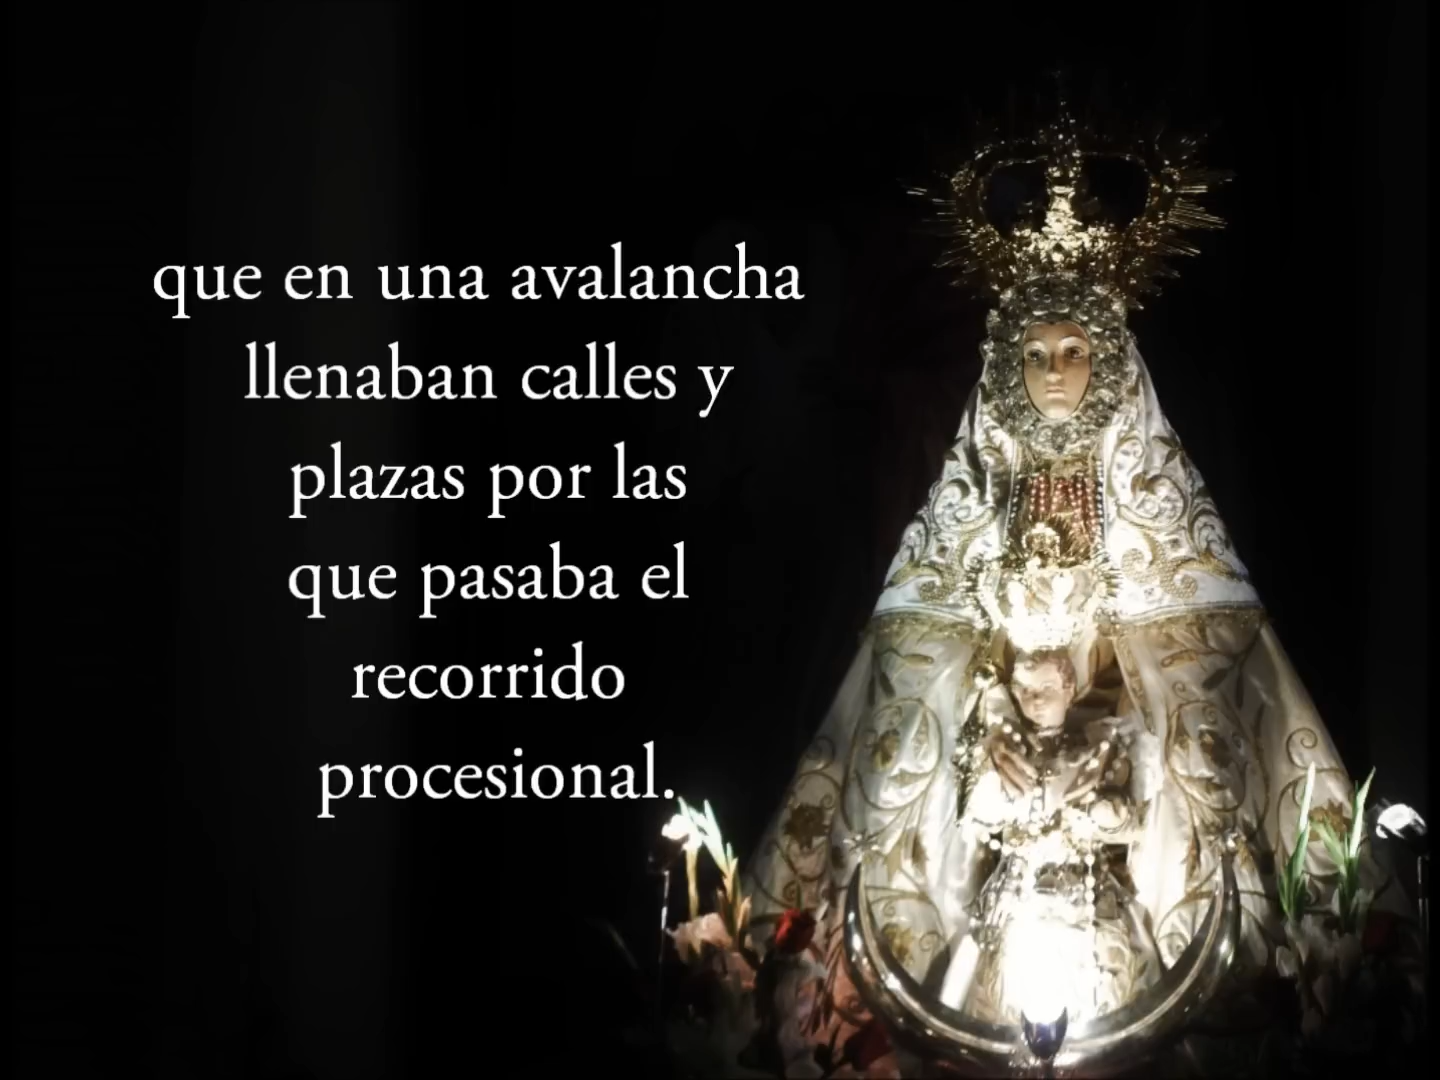 que en una avalancha
llenaban calles y
plazas por las
que pasaba el
recorrido
procesional.